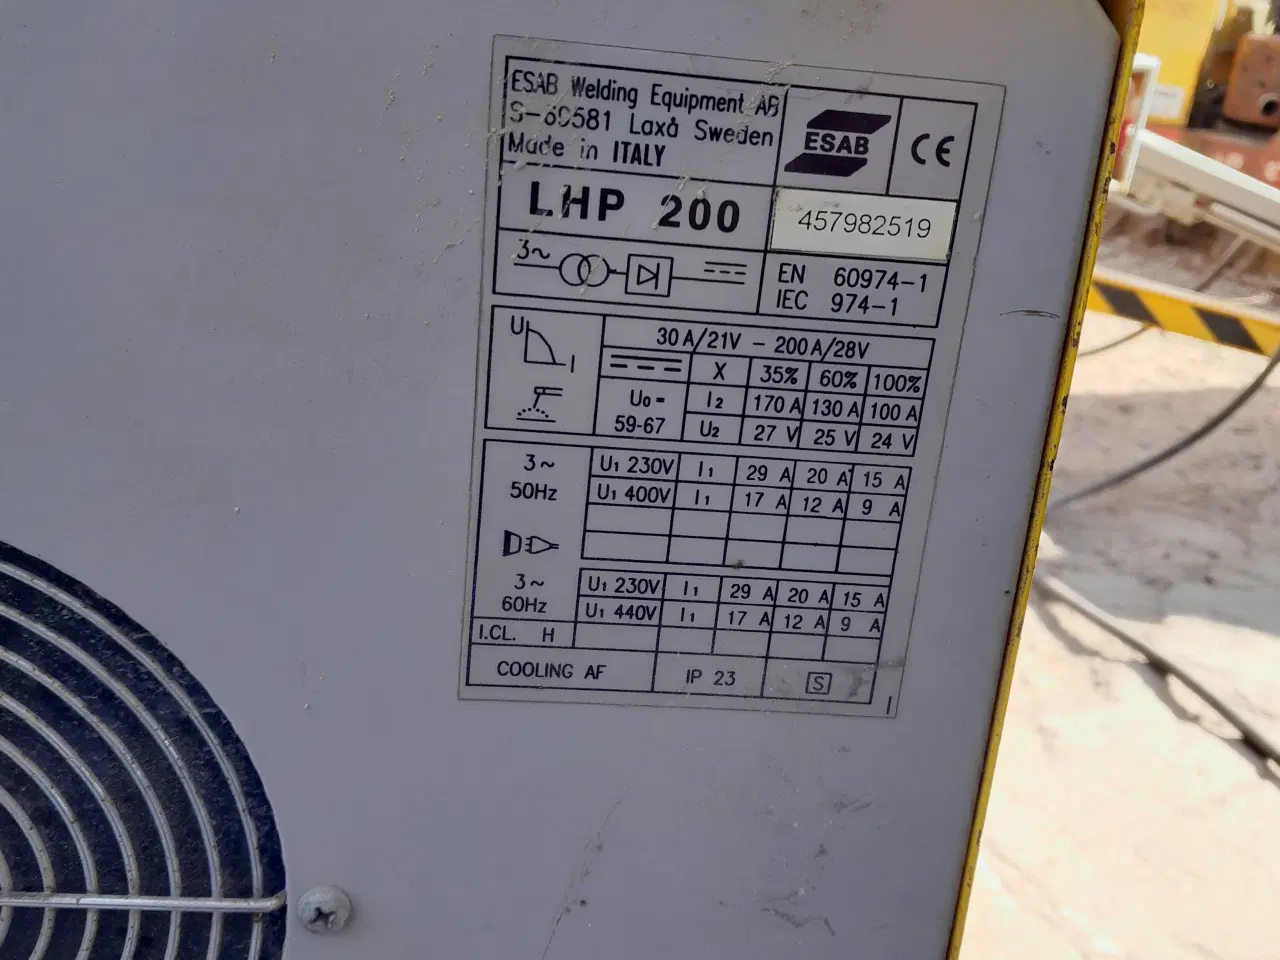 ESAB Welding Equipment AB
S-69581 Laxå Sweden
Made in ITALY
ESAB
CE
LHP 200
457982519
3~
EN 60974-1
IEC 974-1
U
I
30A/21V - 200A/28V
X 35% 60% 100%
U0=
59-67
I2 170 A 130 A 100 A
U2 27 V 25 V 24 V
3~
50Hz
U1 230V I1 29 A 20 A 15 A
U1 400V I1 17 A 12 A 9 A
3~
60Hz
U1 230V I1 29 A 20 A 15 A
U1 440V I1 17 A 12 A 9 A
I.CL. H
COOLING AF
IP 23
S